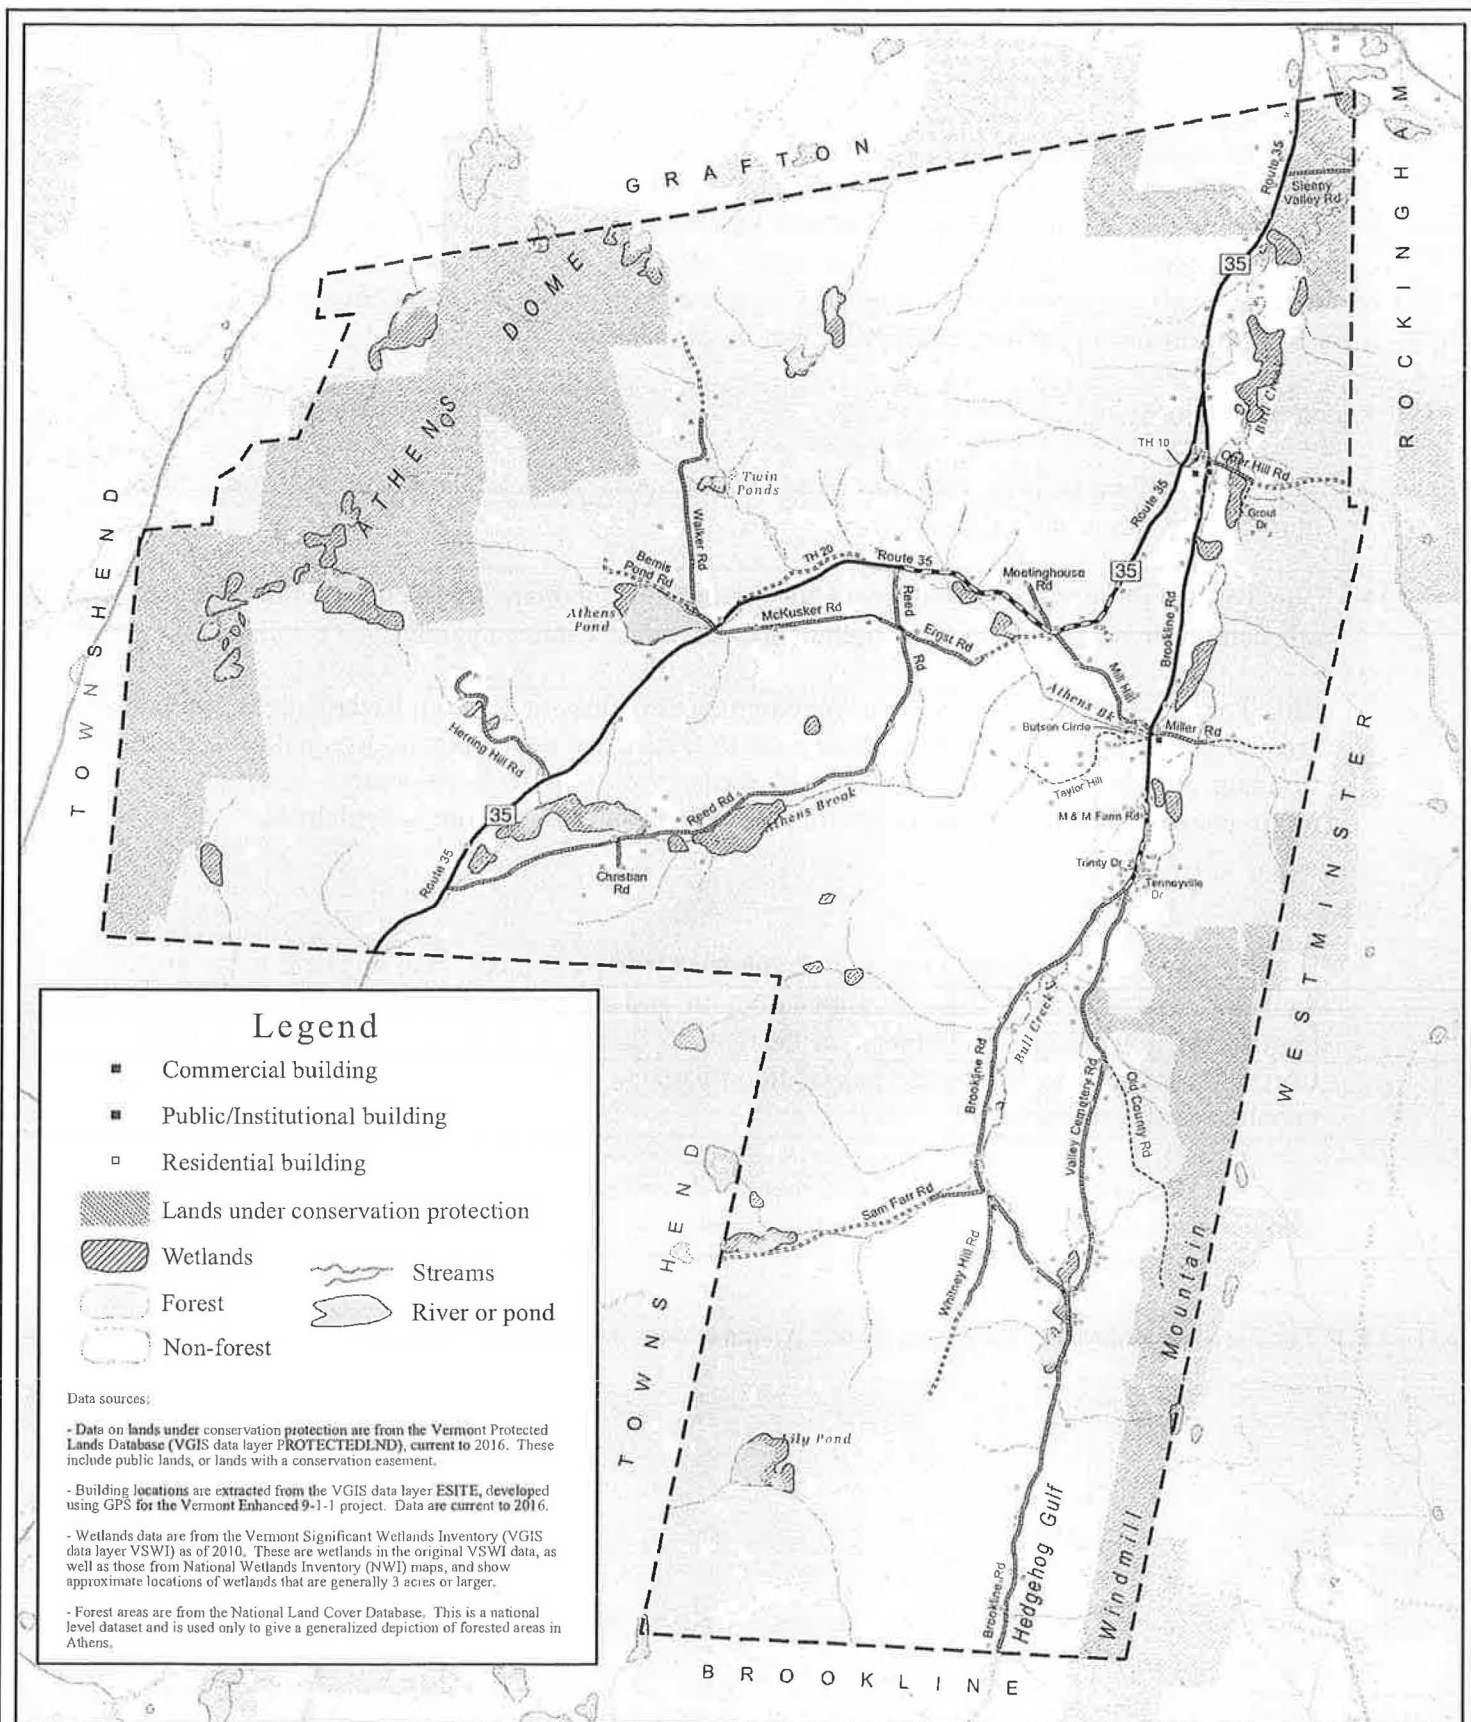 GRAFTON
ROCKINGHAM
Route 35
Sleepy
Valley Rd
35
ATHENS DOME
TOWNSHEND
Twin
Ponds
TH 10
Ober Hill Rd
Route 35
Bull Creek
Grout
Dr
Walker Rd
Bemis
Pond Rd
TH 20
Route 35
Meetinghouse
Rd
35
Athens
Pond
McKusker Rd
Reed
Rd
Ergst Rd
Brookline Rd
Mill Hill
Athens Bk
Butson Circle
Miller Rd
Taylor Hill
Herring Hill Rd
35
Reed Rd
Athens Brook
M & M Farm Rd
Route 35
Christian
Rd
Trinity Dr
Tenneyville
Dr
WESTMINSTER
Brookline Rd
Bull Creek
Valley Cemetery Rd
Old County Rd
TOWNSHEND
Sam Farr Rd
Whitney Hill Rd
Lily Pond
Windmill Mountain
Hedgehog Gulf
Brookline Rd
BROOKLINE
Legend
Commercial building
Public/Institutional building
Residential building
Lands under conservation protection
Wetlands
Streams
Forest
River or pond
Non-forest
Data sources:
- Data on lands under conservation protection are from the Vermont Protected
Lands Database (VGIS data layer PROTECTEDLND), current to 2016. These
include public lands, or lands with a conservation easement.
- Building locations are extracted from the VGIS data layer ESITE, developed
using GPS for the Vermont Enhanced 9-1-1 project. Data are current to 2016.
- Wetlands data are from the Vermont Significant Wetlands Inventory (VGIS
data layer VSWI) as of 2010. These are wetlands in the original VSWI data, as
well as those from National Wetlands Inventory (NWI) maps, and show
approximate locations of wetlands that are generally 3 acres or larger.
- Forest areas are from the National Land Cover Database. This is a national
level dataset and is used only to give a generalized depiction of forested areas in
Athens.